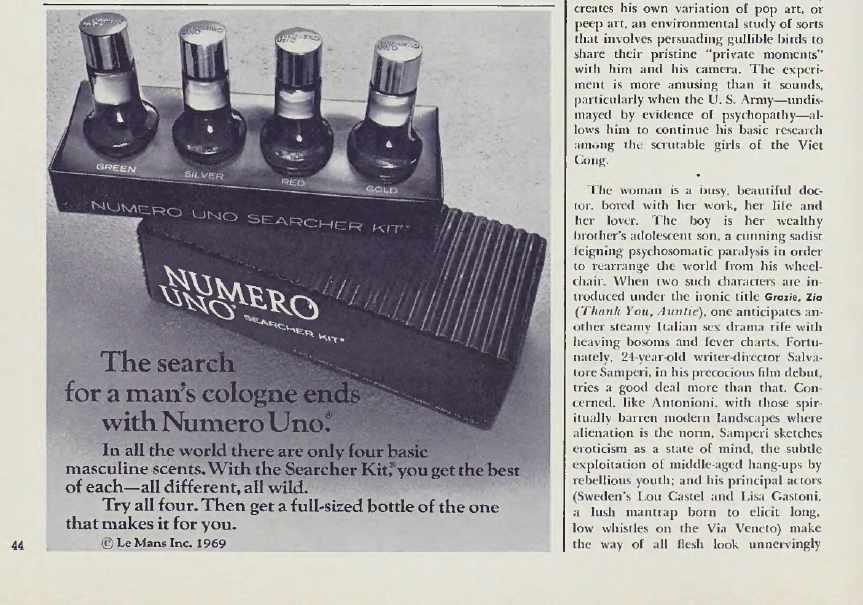 GREEN
SILVER
RED
GOLD
NUMERO UNO SEARCHER KIT®
NUMERO
UNO® SEARCHER KIT®
The search
for a man's cologne ends
with Numero Uno.®
In all the world there are only four basic
masculine scents. With the Searcher Kit,® you get the best
of each—all different, all wild.
Try all four. Then get a full-sized bottle of the one
that makes it for you.
© Le Mans Inc. 1969
44
creates his own variation of pop art, or
peep art, an environmental study of sorts
that involves persuading gullible birds to
share their pristine "private moments"
with him and his camera. The experi-
ment is more amusing than it sounds,
particularly when the U. S. Army—undis-
mayed by evidence of psychopathy—al-
lows him to continue his basic research
among the scrutable girls of the Viet
Cong.
•
The woman is a busy, beautiful doc-
tor, bored with her work, her life and
her lover. The boy is her wealthy
brother's adolescent son, a cunning sadist
feigning psychosomatic paralysis in order
to rearrange the world from his wheel-
chair. When two such characters are in-
troduced under the ironic title Grazie, Zia
(Thank You, Auntie), one anticipates an-
other steamy Italian sex drama rife with
heaving bosoms and fever charts. Fortu-
nately, 24-year-old writer-director Salva-
tore Samperi, in his precocious film debut,
tries a good deal more than that. Con-
cerned, like Antonioni, with those spir-
itually barren modern landscapes where
alienation is the norm, Samperi sketches
eroticism as a state of mind, the subtle
exploitation of middle-aged hang-ups by
rebellious youth; and his principal actors
(Sweden's Lou Castel and Lisa Gastoni,
a lush mantrap born to elicit long,
low whistles on the Via Veneto) make
the way of all flesh look unnervingly